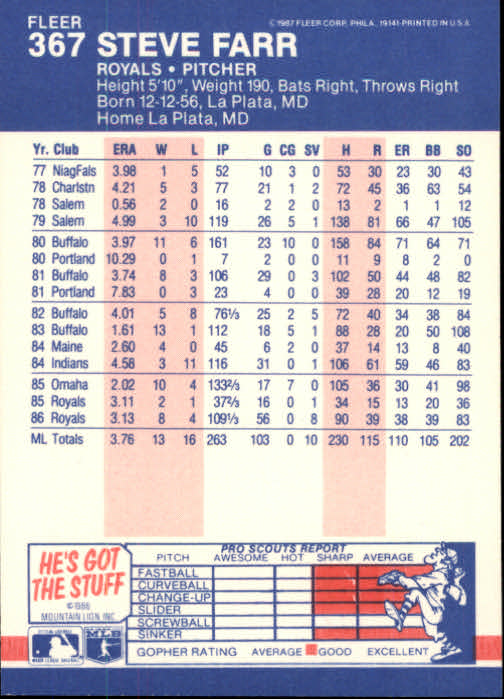 FLEER
©1987 FLEER CORP. PHILA. 19141-PRINTED IN U.S.A.
367 STEVE FARR
ROYALS • PITCHER
Height 5'10", Weight 190, Bats Right, Throws Right
Born 12-12-56, La Plata, MD
Home La Plata, MD
Yr. Club ERA W L IP G CG SV H R ER BB SO
77 NiagFals 3.98 1 5 52 10 3 0 53 30 23 30 43
78 Charlstn 4.21 5 3 77 21 1 2 72 45 36 63 54
78 Salem 0.56 2 0 16 2 2 0 13 2 1 1 12
79 Salem 4.99 3 10 119 26 5 1 138 81 66 47 105
80 Buffalo 3.97 11 6 161 23 10 0 158 84 71 64 71
80 Portland 10.29 0 1 7 2 0 0 11 9 8 2 0
81 Buffalo 3.74 8 3 106 29 0 3 102 50 44 48 82
81 Portland 7.83 0 3 23 4 0 0 39 28 20 12 19
82 Buffalo 4.01 5 8 76⅓ 25 2 5 72 40 34 38 84
83 Buffalo 1.61 13 1 112 18 5 1 88 28 20 50 108
84 Maine 2.60 4 0 45 6 2 0 37 14 13 8 40
84 Indians 4.58 3 11 116 31 0 1 106 61 59 46 83
85 Omaha 2.02 10 4 133⅔ 17 7 0 105 36 30 41 98
85 Royals 3.11 2 1 37⅔ 16 0 1 34 15 13 20 36
86 Royals 3.13 8 4 109⅓ 56 0 8 90 39 38 39 83
ML Totals 3.76 13 16 263 103 0 10 230 115 110 105 202
HE'S GOT
THE STUFF
©1986
MOUNTAIN LION INC
PRO SCOUTS REPORT
PITCH AWESOME HOT SHARP AVERAGE
FASTBALL
CURVEBALL
CHANGE-UP
SLIDER
SCREWBALL
SINKER
GOPHER RATING AVERAGE GOOD EXCELLENT
MLB